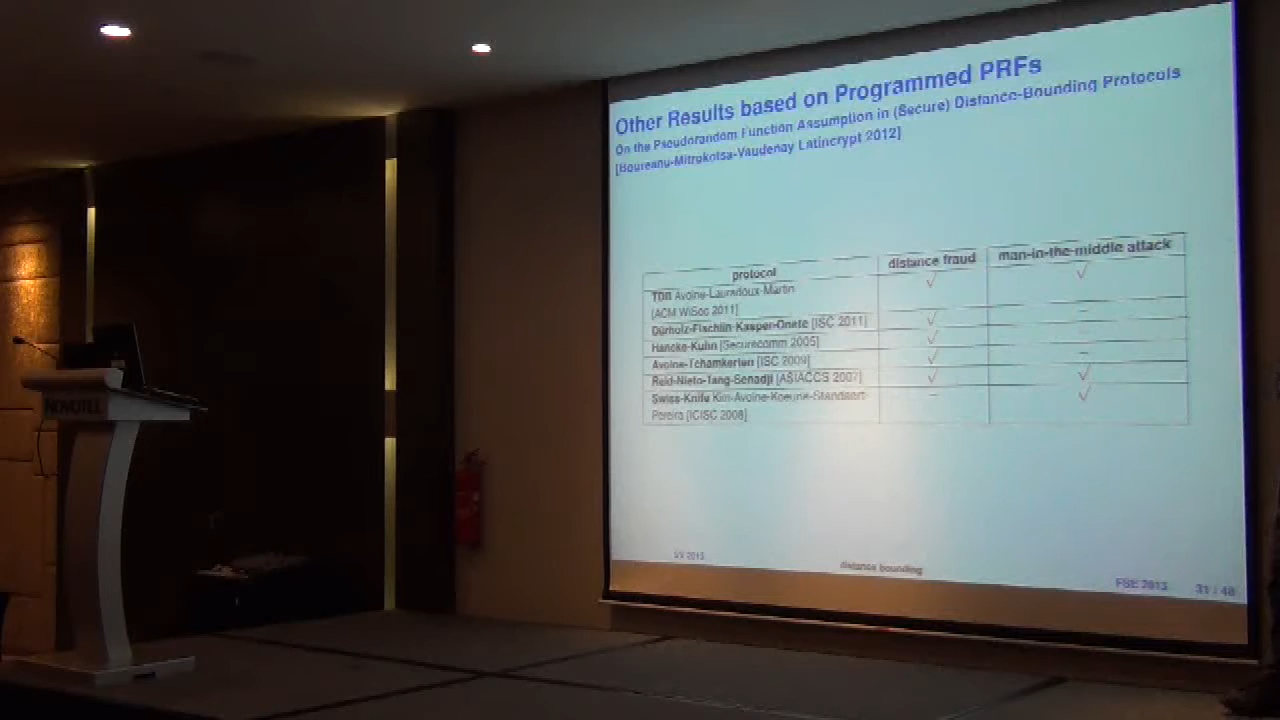 Other Results based on Programmed PRFs
On the Pseudorandom Function Assumption in (Secure) Distance-Bounding Protocols
[Boureanu-Mitrokotsa-Vaudenay Latincrypt 2012]
protocol distance fraud man-in-the-middle attack
TDB Avoine-Lauradoux-Martin √ √
[ACM WiSec 2011]
Dürholz-Fischlin-Kasper-Onete [ISC 2011] √ –
Hancke-Kuhn [Securecomm 2005] √ –
Avoine-Tchamkerten [ISC 2009] √ –
Reid-Nieto-Tang-Senadji [ASIACCS 2007] √ √
Swiss-Knife Kim-Avoine-Koeune-Standaert- – √
Pereira [ICISC 2008]
SV 2013 distance bounding FSE 2013 31 / 48
NOVOTEL